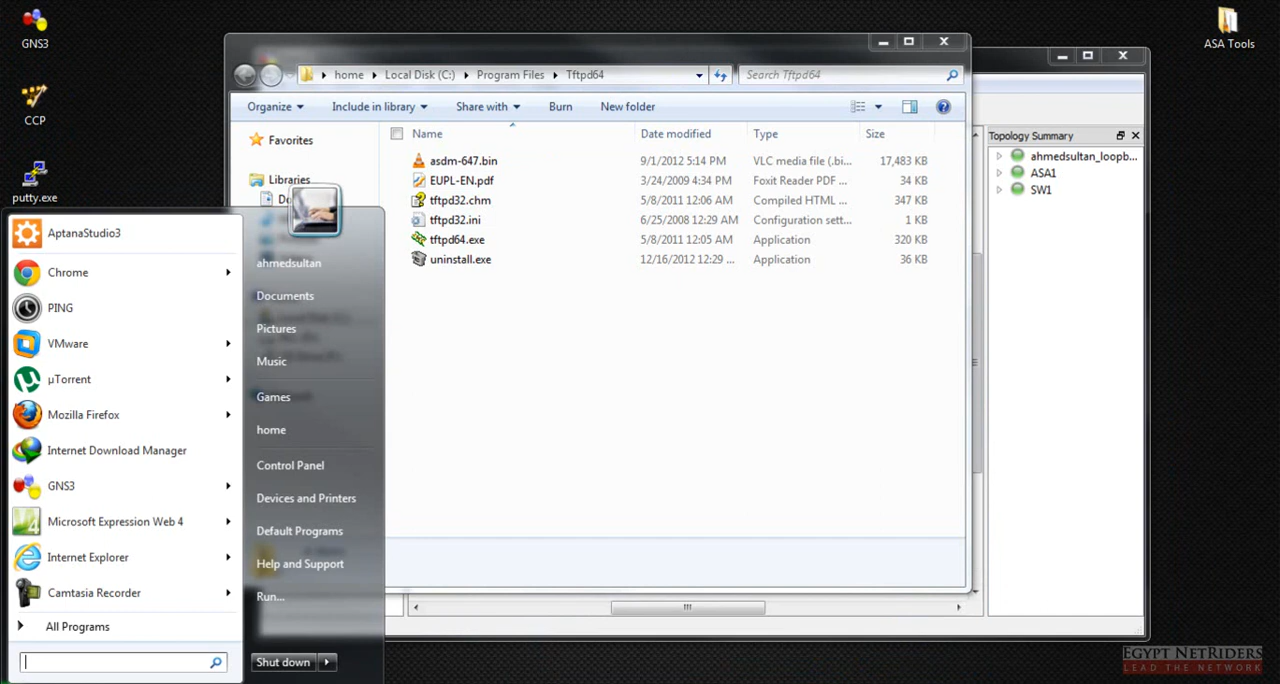 GNS3
CCP
putty.exe
ASA Tools
home
Local Disk (C:)
Program Files
Tftpd64
Search Tftpd64
Organize
Include in library
Share with
Burn
New folder
Favorites
Libraries
Name
Date modified
Type
Size
asdm-647.bin 9/1/2012 5:14 PM VLC media file (.bi... 17,483 KB
EUPL-EN.pdf 3/24/2009 4:34 PM Foxit Reader PDF ... 34 KB
tftpd32.chm 5/8/2011 12:06 AM Compiled HTML ... 347 KB
tftpd32.ini 6/25/2008 12:29 AM Configuration sett... 1 KB
tftpd64.exe 5/8/2011 12:05 AM Application 320 KB
uninstall.exe 12/16/2012 12:29 ... Application 36 KB
Topology Summary
ahmedsultan_loopb...
ASA1
SW1
AptanaStudio3
Chrome
PING
VMware
µTorrent
Mozilla Firefox
Internet Download Manager
GNS3
Microsoft Expression Web 4
Internet Explorer
Camtasia Recorder
All Programs
ahmedsultan
Documents
Pictures
Music
Games
home
Control Panel
Devices and Printers
Default Programs
Help and Support
Run...
Shut down
EGYPT NETRIDERS
LEAD THE NETWORK